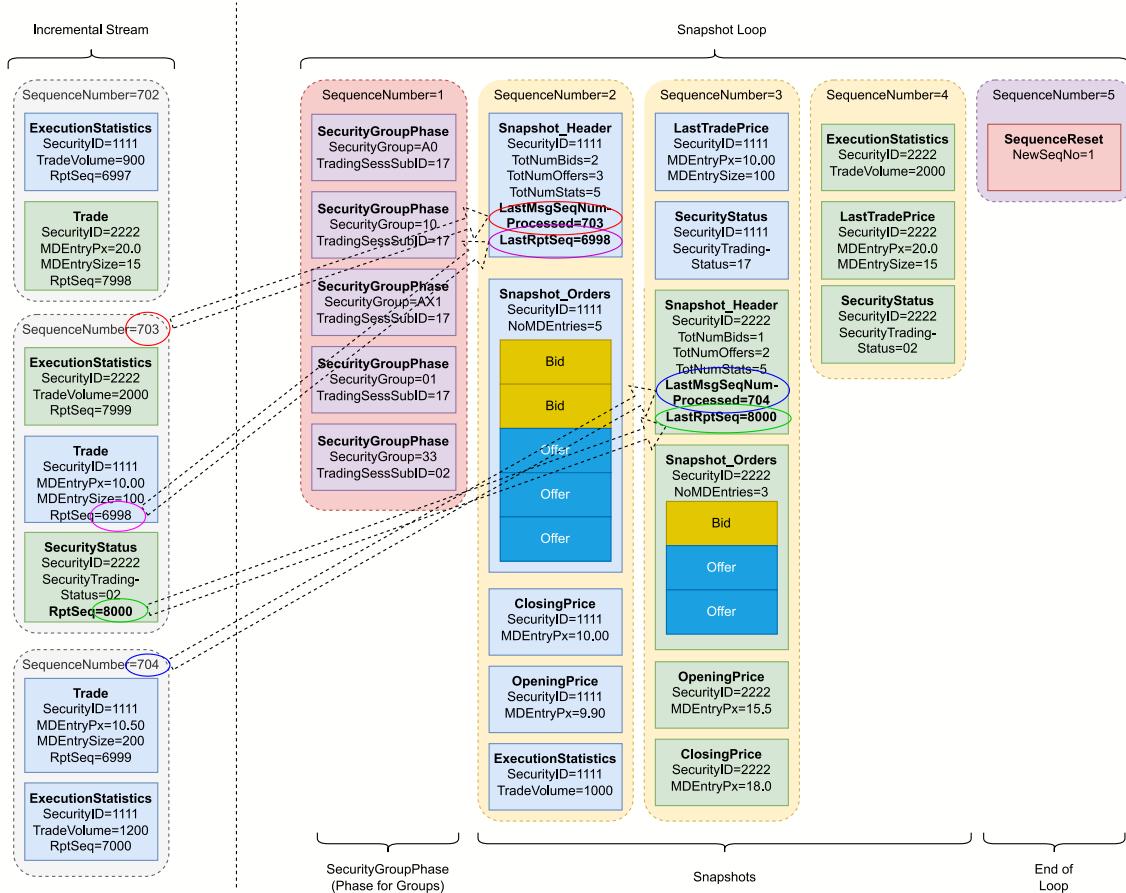 Incremental Stream
SequenceNumber=702
ExecutionStatistics
SecurityID=1111
TradeVolume=900
RptSeq=6997
Trade
SecurityID=2222
MDEntryPx=20.0
MDEntrySize=15
RptSeq=7998
SequenceNumber=703
ExecutionStatistics
SecurityID=2222
TradeVolume=2000
RptSeq=7999
Trade
SecurityID=1111
MDEntryPx=10.00
MDEntrySize=100
RptSeq=6998
SecurityStatus
SecurityID=2222
SecurityTrading-
Status=02
RptSeq=8000
SequenceNumber=704
Trade
SecurityID=1111
MDEntryPx=10.50
MDEntrySize=200
RptSeq=6999
ExecutionStatistics
SecurityID=1111
TradeVolume=1200
RptSeq=7000
Snapshot Loop
SequenceNumber=1
SecurityGroupPhase
SecurityGroup=A0
TradingSessSubID=17
SecurityGroupPhase
SecurityGroup=10
TradingSessSubID=17
SecurityGroupPhase
SecurityGroup=AX1
TradingSessSubID=17
SecurityGroupPhase
SecurityGroup=01
TradingSessSubID=17
SecurityGroupPhase
SecurityGroup=33
TradingSessSubID=02
SequenceNumber=2
Snapshot_Header
SecurityID=1111
TotNumBids=2
TotNumOffers=3
TotNumStats=5
LastMsgSeqNum-
Processed=703
LastRptSeq=6998
Snapshot_Orders
SecurityID=1111
NoMDEntries=5
Bid
Bid
Offer
Offer
Offer
ClosingPrice
SecurityID=1111
MDEntryPx=10.00
OpeningPrice
SecurityID=1111
MDEntryPx=9.90
ExecutionStatistics
SecurityID=1111
TradeVolume=1000
SequenceNumber=3
LastTradePrice
SecurityID=1111
MDEntryPx=10.00
MDEntrySize=100
SecurityStatus
SecurityID=1111
SecurityTrading-
Status=17
Snapshot_Header
SecurityID=2222
TotNumBids=1
TotNumOffers=2
TotNumStats=5
LastMsgSeqNum-
Processed=704
LastRptSeq=8000
Snapshot_Orders
SecurityID=2222
NoMDEntries=3
Bid
Offer
Offer
OpeningPrice
SecurityID=2222
MDEntryPx=15.5
ClosingPrice
SecurityID=2222
MDEntryPx=18.0
SequenceNumber=4
ExecutionStatistics
SecurityID=2222
TradeVolume=2000
LastTradePrice
SecurityID=2222
MDEntryPx=20.0
MDEntrySize=15
SecurityStatus
SecurityID=2222
SecurityTrading-
Status=02
SequenceNumber=5
SequenceReset
NewSeqNo=1
SecurityGroupPhase
(Phase for Groups)
Snapshots
End of
Loop